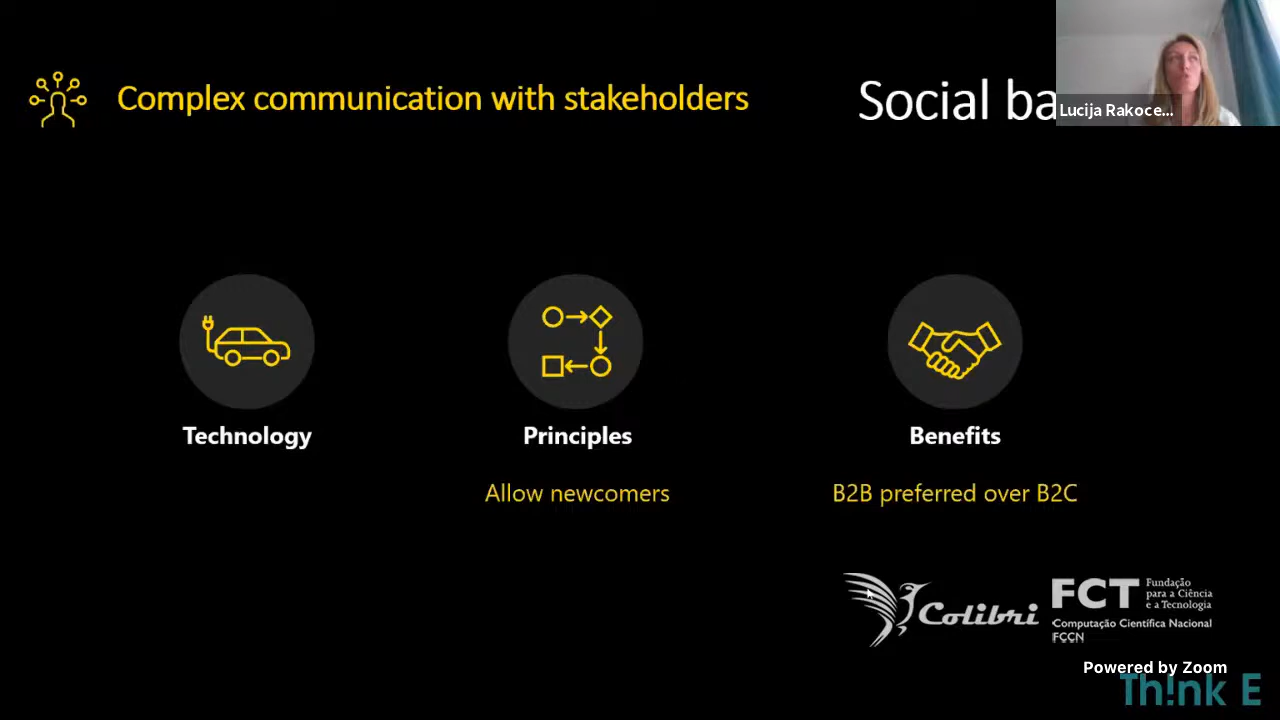 Complex communication with stakeholders
Social ba
Lucija Rakoce...
Technology
Principles
Benefits
Allow newcomers
B2B preferred over B2C
Colibri
FCT
Fundação
para a Ciência
e a Tecnologia
Computação Científica Nacional
FCCN
Powered by Zoom
Th!nk E